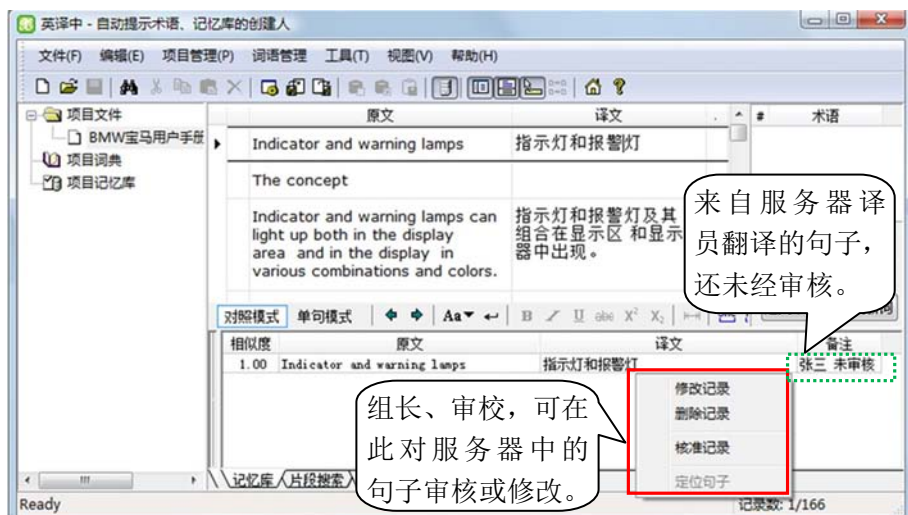 英译中 - 自动提示术语、记忆库的创建人
文件(F) 编辑(E) 项目管理(P) 词语管理 工具(T) 视图(V) 帮助(H)
项目文件
BMW宝马用户手册
项目词典
项目记忆库
原文 译文
# 术语
Indicator and warning lamps 指示灯和报警灯
The concept
Indicator and warning lamps can
light up both in the display
area and in the display in
various combinations and colors.
指示灯和报警灯及其
组合在显示区 和显示
器中出现。
来自服务器译
员翻译的句子，
还未经审核。
对照模式 单句模式 Aa B I U abc X² X₂
相似度 原文 译文 备注
1.00 Indicator and warning lamps 指示灯和报警灯 张三 未审核
修改记录
删除记录
核准记录
定位句子
组长、审校，可在
此对服务器中的
句子审核或修改。
记忆库 片段搜索
Ready 记录数: 1/166